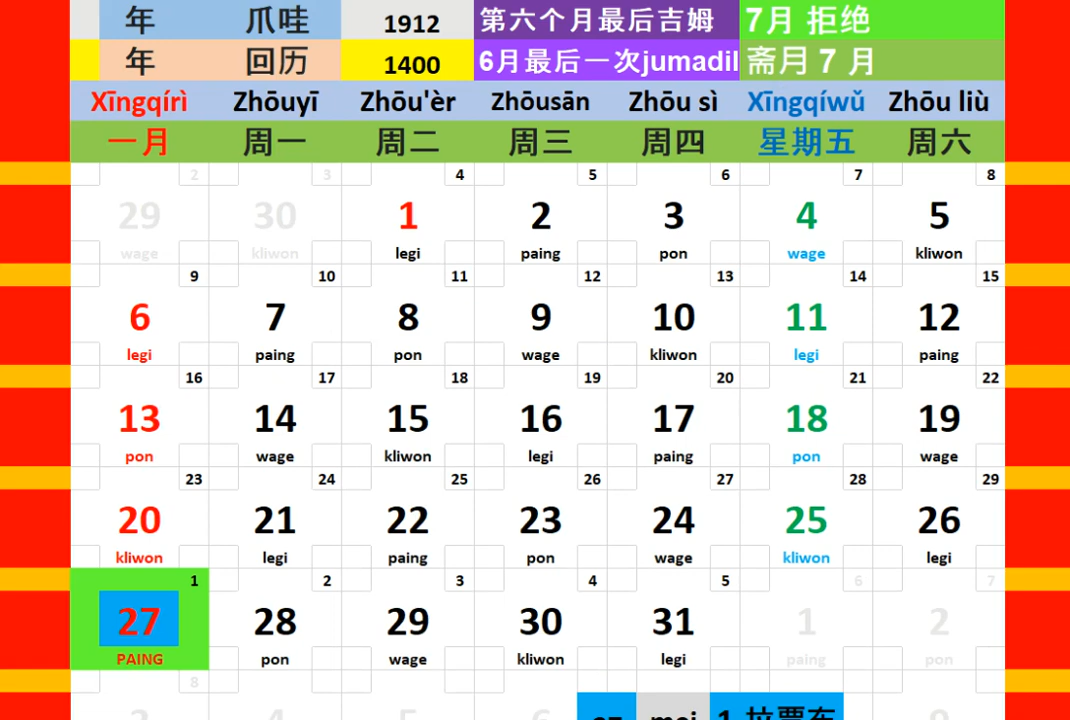 年 爪哇 1912 第六个月最后吉姆 7月 拒绝
年 回历 1400 6月最后一次jumadil 斋月 7 月
Xīngqírì Zhōuyī Zhōu'èr Zhōusān Zhōu sì Xīngqíwǔ Zhōu liù
一月 周一 周二 周三 周四 星期五 周六
2 3 4 5 6 7 8
29 30 1 2 3 4 5
wage kliwon legi paing pon wage kliwon
9 10 11 12 13 14 15
6 7 8 9 10 11 12
legi paing pon wage kliwon legi paing
16 17 18 19 20 21 22
13 14 15 16 17 18 19
pon wage kliwon legi paing pon wage
23 24 25 26 27 28 29
20 21 22 23 24 25 26
kliwon legi paing pon wage kliwon legi
1 2 3 4 5 6 7
27 28 29 30 31 1 2
PAING pon wage kliwon legi paing pon
8
27 mei 1